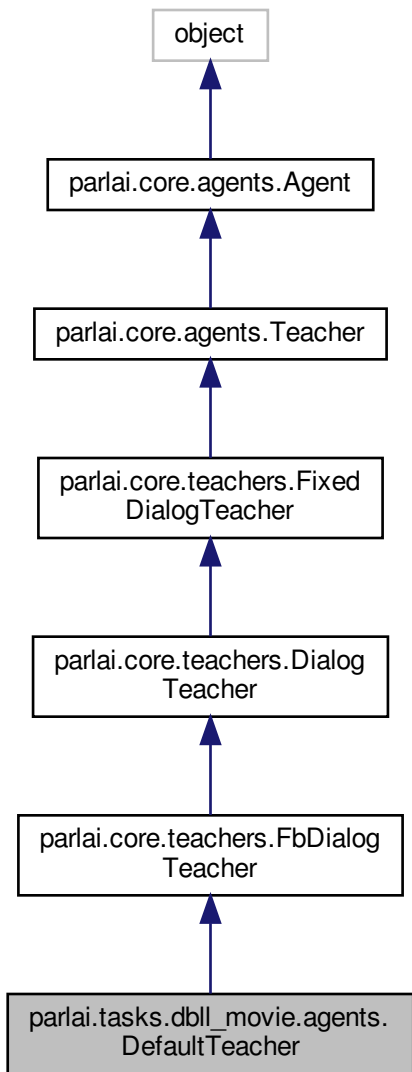 object
parlai.core.agents.Agent
parlai.core.agents.Teacher
parlai.core.teachers.Fixed
DialogTeacher
parlai.core.teachers.Dialog
Teacher
parlai.core.teachers.FbDialog
Teacher
parlai.tasks.dbll_movie.agents.
DefaultTeacher